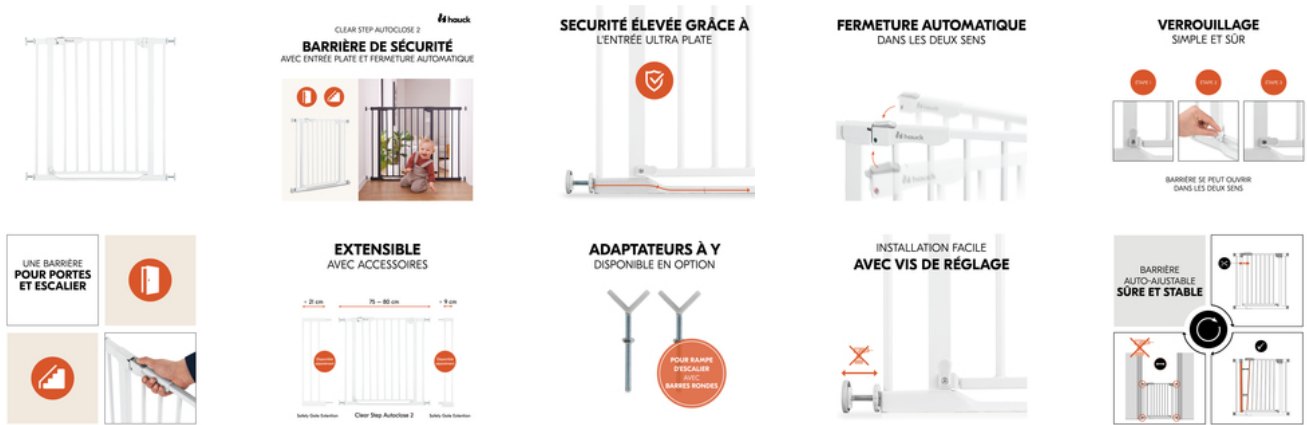 hauck
CLEAR STEP AUTOCLOSE 2
BARRIÈRE DE SÉCURITÉ
AVEC ENTRÉE PLATE ET FERMETURE AUTOMATIQUE
SECURITÉ ÉLEVÉE GRÂCE À
L'ENTRÉE ULTRA PLATE
FERMETURE AUTOMATIQUE
DANS LES DEUX SENS
hauck
hauck
VERROUILLAGE
SIMPLE ET SÛR
ÉTAPE 1
ÉTAPE 2
ÉTAPE 3
BARRIÈRE SE PEUT OUVRIR
DANS LES DEUX SENS
UNE BARRIÈRE
POUR PORTES
ET ESCALIER
EXTENSIBLE
AVEC ACCESSOIRES
+ 21 cm
75 – 80 cm
+ 9 cm
Safety Gate Extention
Clear Step Autoclose 2
Safety Gate Extention
ADAPTATEURS À Y
DISPONIBLE EN OPTION
POUR RAMPE
D'ESCALIER
AVEC
BARRES RONDES
INSTALLATION FACILE
AVEC VIS DE RÉGLAGE
BARRIÈRE
AUTO-AJUSTABLE
SÛRE ET STABLE